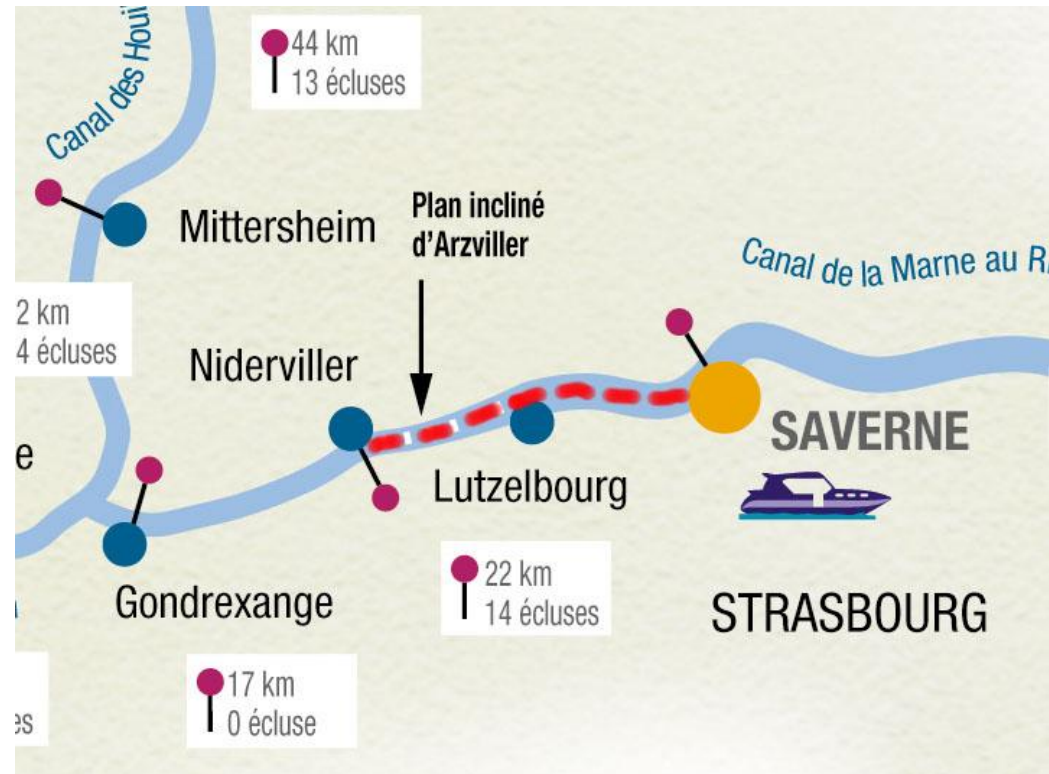 Canal des Houi
44 km
13 écluses
Mittersheim
Plan incliné
d'Arzviller
Canal de la Marne au R
2 km
4 écluses
Niderviller
SAVERNE
e
Lutzelbourg
22 km
14 écluses
Gondrexange
STRASBOURG
17 km
0 écluse
es